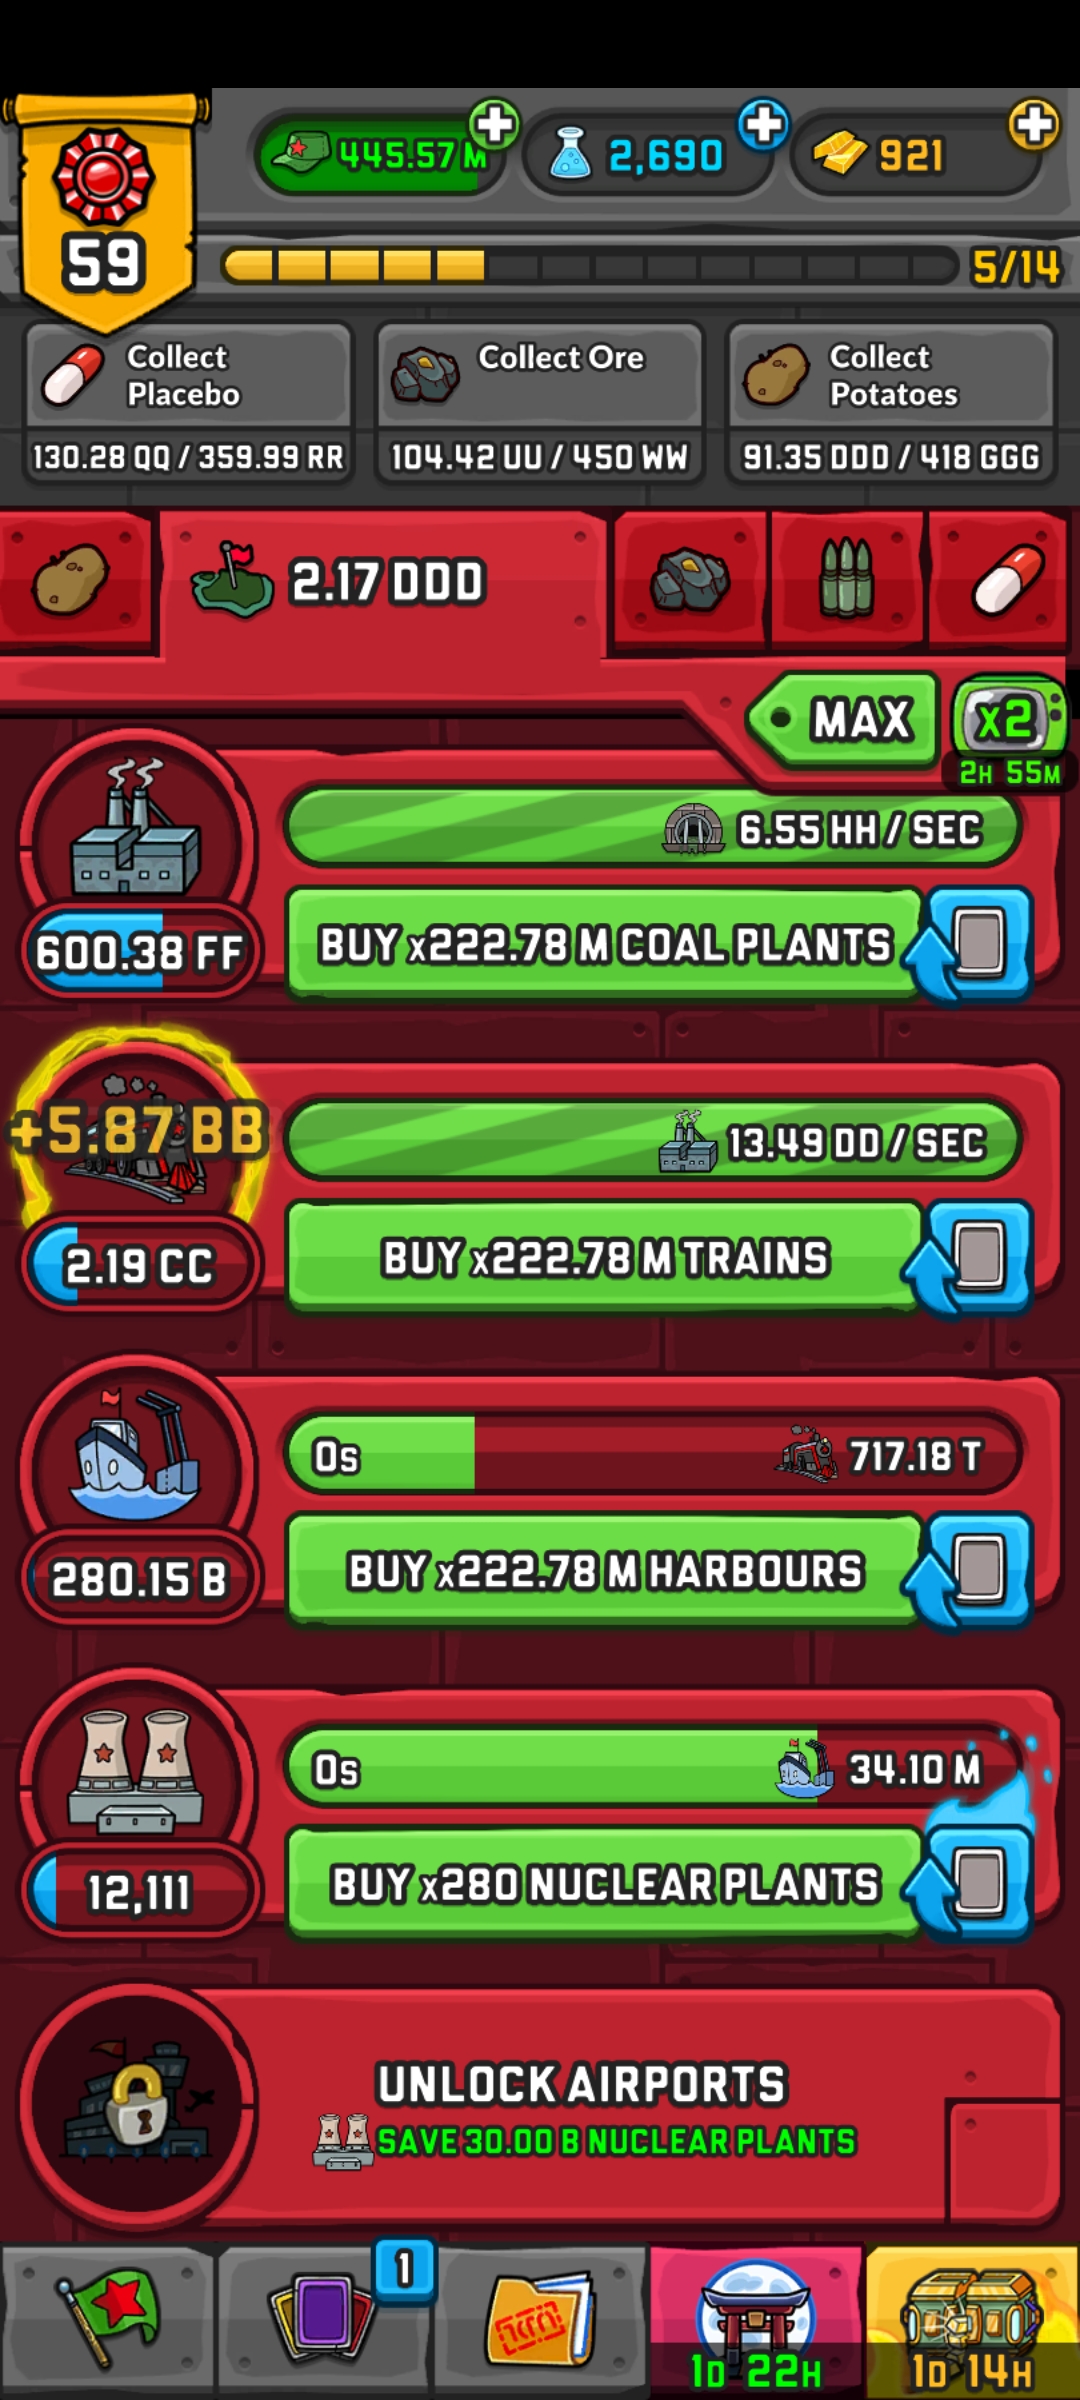 445.57 M
2,690
921
59
5/14
Collect
Placebo
130.28 QQ / 359.99 RR
Collect Ore
104.42 UU / 450 WW
Collect
Potatoes
91.35 DDD / 418 GGG
2.17 DDD
MAX
x2
2H 55M
6.55 HH / SEC
600.38 FF
BUY x222.78 M COAL PLANTS
+5.87 BB
13.49 DD / SEC
2.19 CC
BUY x222.78 M TRAINS
0s
717.18 T
280.15 B
BUY x222.78 M HARBOURS
0s
34.10 M
12,111
BUY x280 NUCLEAR PLANTS
UNLOCK AIRPORTS
SAVE 30.00 B NUCLEAR PLANTS
1
1D 22H
1D 14H